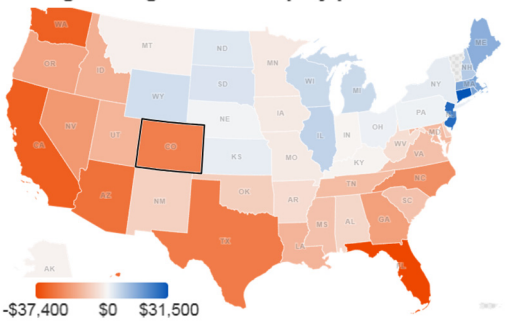 WA
MT
ND
MN
ME
OR
ID
SD
WI
MI
NY
NH
MA
WY
IA
PA
NE
IL
IN
OH
NV
UT
CO
KS
MO
KY
WV
VA
MD
CA
AZ
NM
OK
AR
TN
NC
SC
MS
AL
GA
TX
LA
FL
AK
-$37,400 $0 $31,500